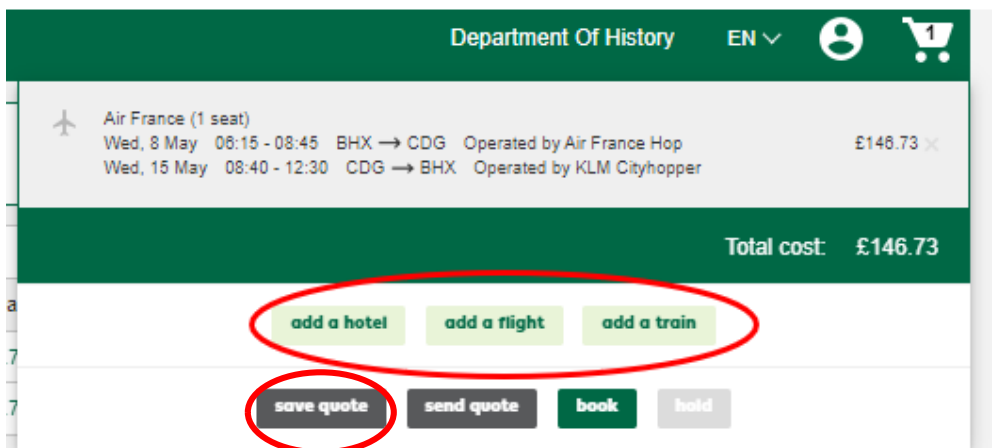 Department Of History EN 1
Air France (1 seat)
Wed, 8 May 06:15 - 08:45 BHX → CDG Operated by Air France Hop £146.73 ×
Wed, 15 May 08:40 - 12:30 CDG → BHX Operated by KLM Cityhopper
Total cost: £146.73
a
add a hotel add a flight add a train
.7
save quote send quote book hold
.7